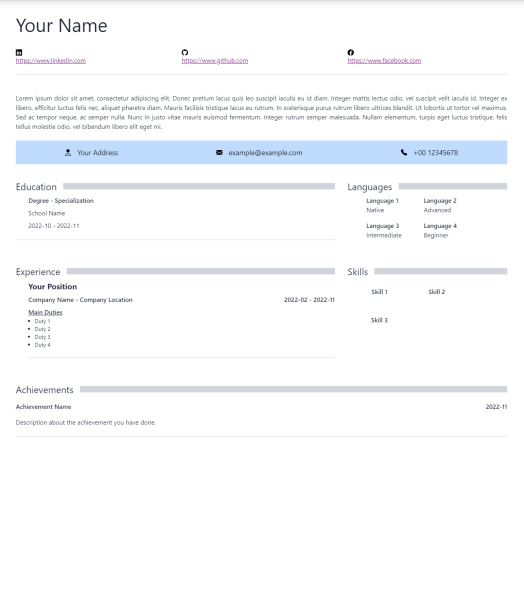 Your Name
https://www.linkedin.com https://www.github.com https://www.facebook.com
Lorem ipsum dolor sit amet, consectetur adipiscing elit. Donec pretium lacus quis leo suscipit iaculis eu id diam. Integer mattis lectus odio, vel suscipit velit iaculis id. Integer ex
libero, efficitur luctus felis nec, aliquet pharetra diam. Mauris facilisis tristique lacus eu rutrum. In scelerisque purus rutrum libero ultrices blandit. Ut lobortis ut tortor vel maximus.
Sed ac tempor neque, ac semper nulla. Nunc in justo vitae mauris euismod fermentum. Integer rutrum semper malesuada. Nullam elementum, turpis eget luctus tristique, felis
tellus molestie odio, vel bibendum libero elit eget mi.
Your Address example@example.com +00 12345678
Education
Degree - Specialization
School Name
2022-10 - 2022-11
Languages
Language 1 Language 2
Native Advanced
Language 3 Language 4
Intermediate Beginner
Experience
Your Position
Company Name - Company Location 2022-02 - 2022-11
Main Duties
Duty 1
Duty 2
Duty 3
Duty 4
Skills
Skill 1 Skill 2
Skill 3
Achievements
Achievement Name 2022-11
Description about the achievement you have done.